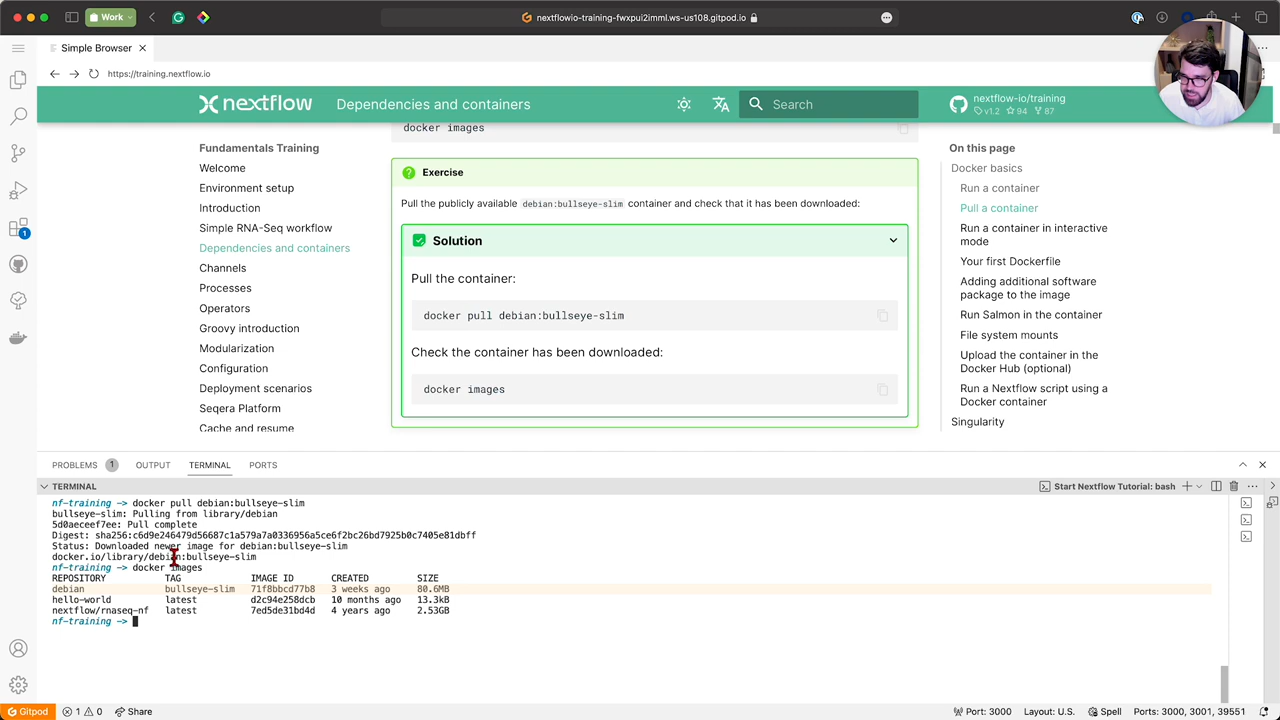 Work
nextflowio-training-fwxpui2imml.ws-us108.gitpod.io
Simple Browser
https://training.nextflow.io
nextflow
Dependencies and containers
Search
nextflow-io/training
v1.2 94 87
Fundamentals Training
Welcome
Environment setup
Introduction
Simple RNA-Seq workflow
Dependencies and containers
Channels
Processes
Operators
Groovy introduction
Modularization
Configuration
Deployment scenarios
Seqera Platform
Cache and resume
docker images
Exercise
Pull the publicly available debian:bullseye-slim container and check that it has been downloaded:
Solution
Pull the container:
docker pull debian:bullseye-slim
Check the container has been downloaded:
docker images
On this page
Docker basics
Run a container
Pull a container
Run a container in interactive
mode
Your first Dockerfile
Adding additional software
package to the image
Run Salmon in the container
File system mounts
Upload the container in the
Docker Hub (optional)
Run a Nextflow script using a
Docker container
Singularity
1
PROBLEMS 1 OUTPUT TERMINAL PORTS
TERMINAL
Start Nextflow Tutorial: bash
nf-training -> docker pull debian:bullseye-slim
bullseye-slim: Pulling from library/debian
5d0aeceef7ee: Pull complete
Digest: sha256:c6d9e246479d56687c1a579a7a0336956a5ce6f2bc26bd7925b0c7405e81dbff
Status: Downloaded newer image for debian:bullseye-slim
docker.io/library/debian:bullseye-slim
nf-training -> docker images
REPOSITORY TAG IMAGE ID CREATED SIZE
debian bullseye-slim 71f8bbcd77b8 3 weeks ago 80.6MB
hello-world latest d2c94e258dcb 10 months ago 13.3kB
nextflow/rnaseq-nf latest 7ed5de31bd4d 4 years ago 2.53GB
nf-training ->
Gitpod 1 0 Share
Port: 3000 Layout: U.S. Spell Ports: 3000, 3001, 39551